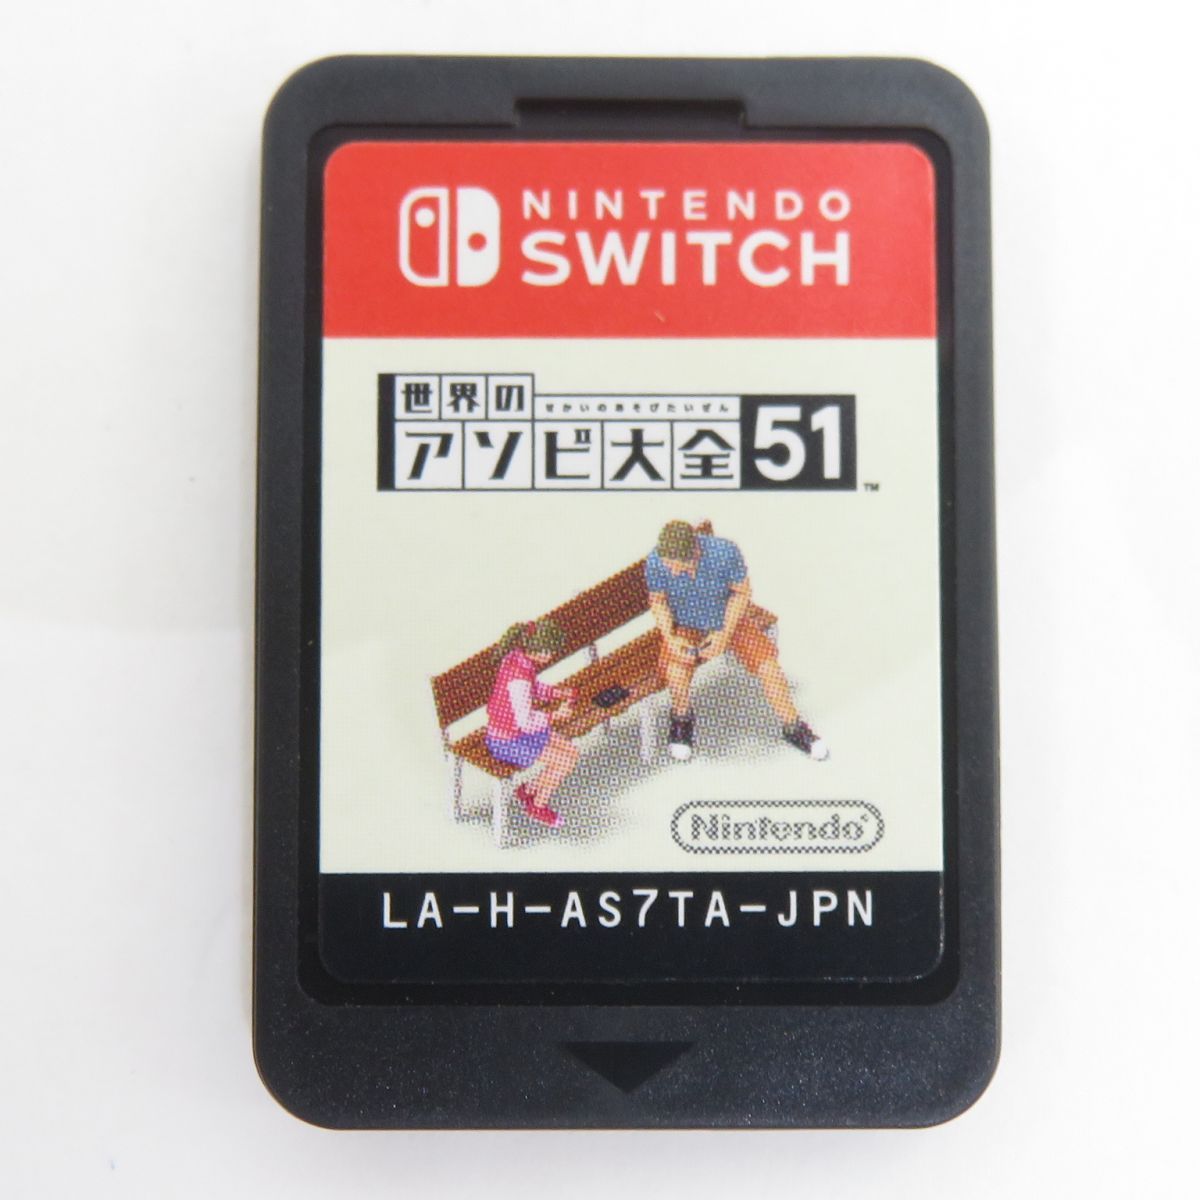 NINTENDO
SWITCH
世界の
せかいのあそびたいぜん
アソビ大全51
TM
Nintendo
LA-H-AS7TA-JPN